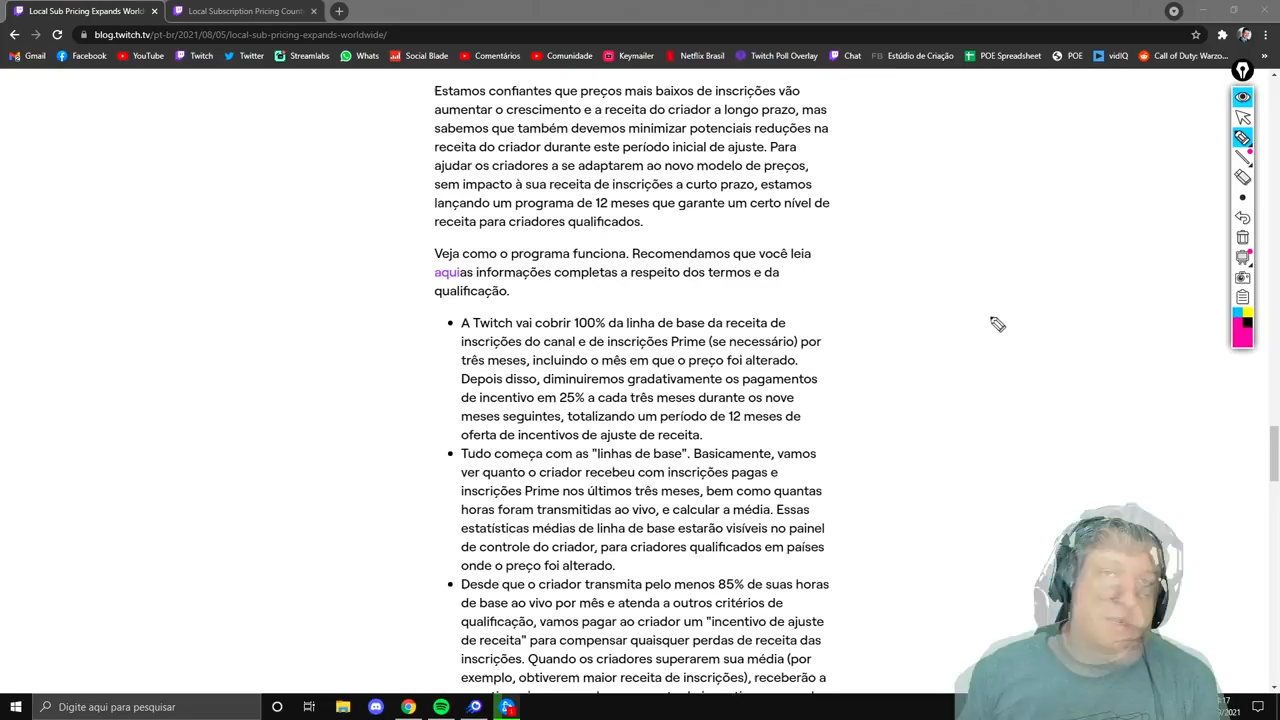 Local Sub Pricing Expands World
Local Subscription Pricing Count
blog.twitch.tv/pt-br/2021/08/05/local-sub-pricing-expands-worldwide/
Gmail Facebook YouTube Twitch Twitter Streamlabs Whats Social Blade Comentários Comunidade Keymailer Netflix Brasil Twitch Poll Overlay Chat Estúdio de Criação POE Spreadsheet POE vidIQ Call of Duty: Warzo...
Estamos confiantes que preços mais baixos de inscrições vão
aumentar o crescimento e a receita do criador a longo prazo, mas
sabemos que também devemos minimizar potenciais reduções na
receita do criador durante este período inicial de ajuste. Para
ajudar os criadores a se adaptarem ao novo modelo de preços,
sem impacto à sua receita de inscrições a curto prazo, estamos
lançando um programa de 12 meses que garante um certo nível de
receita para criadores qualificados.
Veja como o programa funciona. Recomendamos que você leia
aquias informações completas a respeito dos termos e da
qualificação.
• A Twitch vai cobrir 100% da linha de base da receita de
inscrições do canal e de inscrições Prime (se necessário) por
três meses, incluindo o mês em que o preço foi alterado.
Depois disso, diminuiremos gradativamente os pagamentos
de incentivo em 25% a cada três meses durante os nove
meses seguintes, totalizando um período de 12 meses de
oferta de incentivos de ajuste de receita.
• Tudo começa com as "linhas de base". Basicamente, vamos
ver quanto o criador recebeu com inscrições pagas e
inscrições Prime nos últimos três meses, bem como quantas
horas foram transmitidas ao vivo, e calcular a média. Essas
estatísticas médias de linha de base estarão visíveis no painel
de controle do criador, para criadores qualificados em países
onde o preço foi alterado.
• Desde que o criador transmita pelo menos 85% de suas horas
de base ao vivo por mês e atenda a outros critérios de
qualificação, vamos pagar ao criador um "incentivo de ajuste
de receita" para compensar quaisquer perdas de receita das
inscrições. Quando os criadores superarem sua média (por
exemplo, obtiverem maior receita de inscrições), receberão a
Digite aqui para pesquisar